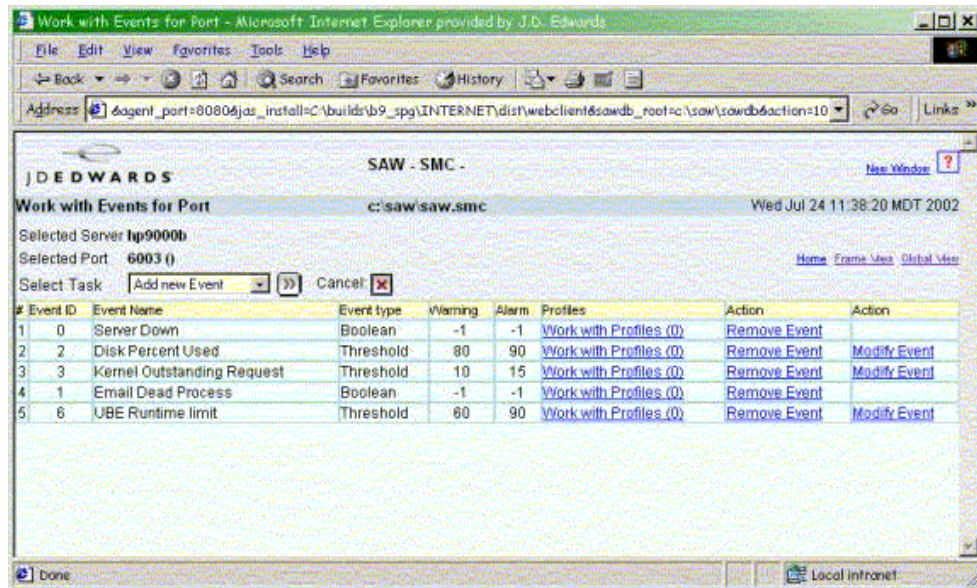 Work with Events for Port - Microsoft Internet Explorer provided by J.D. Edwards
File Edit View Favorites Tools Help
Back Search Favorites History
Address &agent_port=8080&jas_install=C:\builds\b9_spg\INTERNET\dist\webclient&sawdb_root=c:\saw\sawdb&action=10 Go Links »
JDEDWARDS SAW - SMC - New Window ?
Work with Events for Port c:\saw\saw.smc Wed Jul 24 11:38:20 MDT 2002
Selected Server hp9000b
Selected Port 6003 () Home Frame View Global View
Select Task Add new Event >> Cancel: X
# Event ID Event Name Event type Warning Alarm Profiles Action Action
1 0 Server Down Boolean -1 -1 Work with Profiles (0) Remove Event
2 2 Disk Percent Used Threshold 80 90 Work with Profiles (0) Remove Event Modify Event
3 3 Kernel Outstanding Request Threshold 10 15 Work with Profiles (0) Remove Event Modify Event
4 1 Email Dead Process Boolean -1 -1 Work with Profiles (0) Remove Event
5 6 UBE Runtime limit Threshold 60 90 Work with Profiles (0) Remove Event Modify Event
Done Local intranet